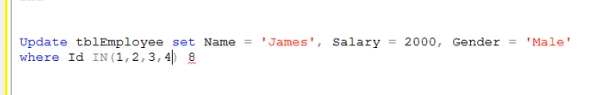 Update tblEmployee set Name = 'James', Salary = 2000, Gender = 'Male'
where Id IN(1,2,3,4) 8